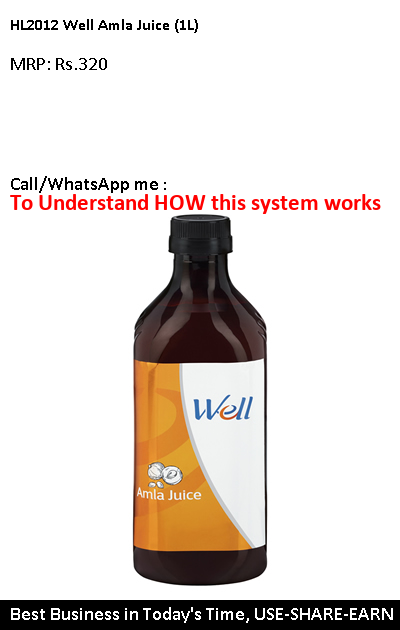 HL2012 Well Amla Juice (1L)
MRP: Rs.320
Call/WhatsApp me :
To Understand HOW this system works
Well
Amla Juice
Best Business in Today's Time, USE-SHARE-EARN